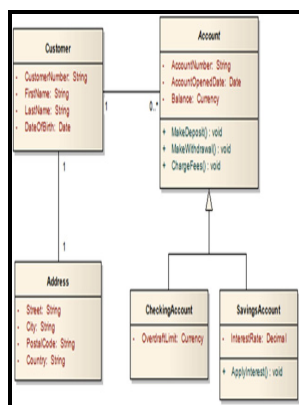 Customer
- CustomerNumber: String
- FirstName: String
- LastName: String
- DateOfBirth: Date
1
0..*
Account
- AccountNumber: String
- AccountOpenedDate: Date
- Balance: Currency
+ MakeDeposit() : void
+ MakeWithdrawal() : void
+ ChargeFees() : void
1
1
Address
- Street: String
- City: String
- PostalCode: String
- Country: String
CheckingAccount
- OverdraftLimit: Currency
SavingsAccount
- InterestRate: Decimal
+ ApplyInterest() : void